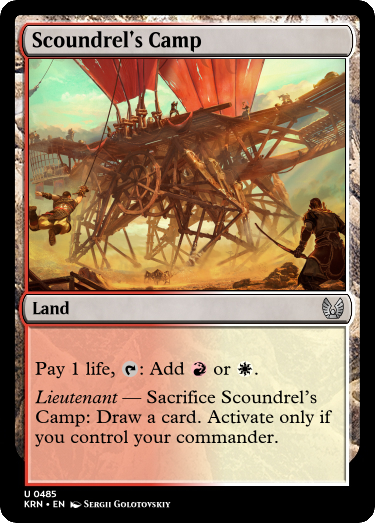 Scoundrel's Camp
Land
Pay 1 life, : Add or .
Lieutenant — Sacrifice Scoundrel's
Camp: Draw a card. Activate only if
you control your commander.
U 0485
KRN • EN Sergii Golotovskiy